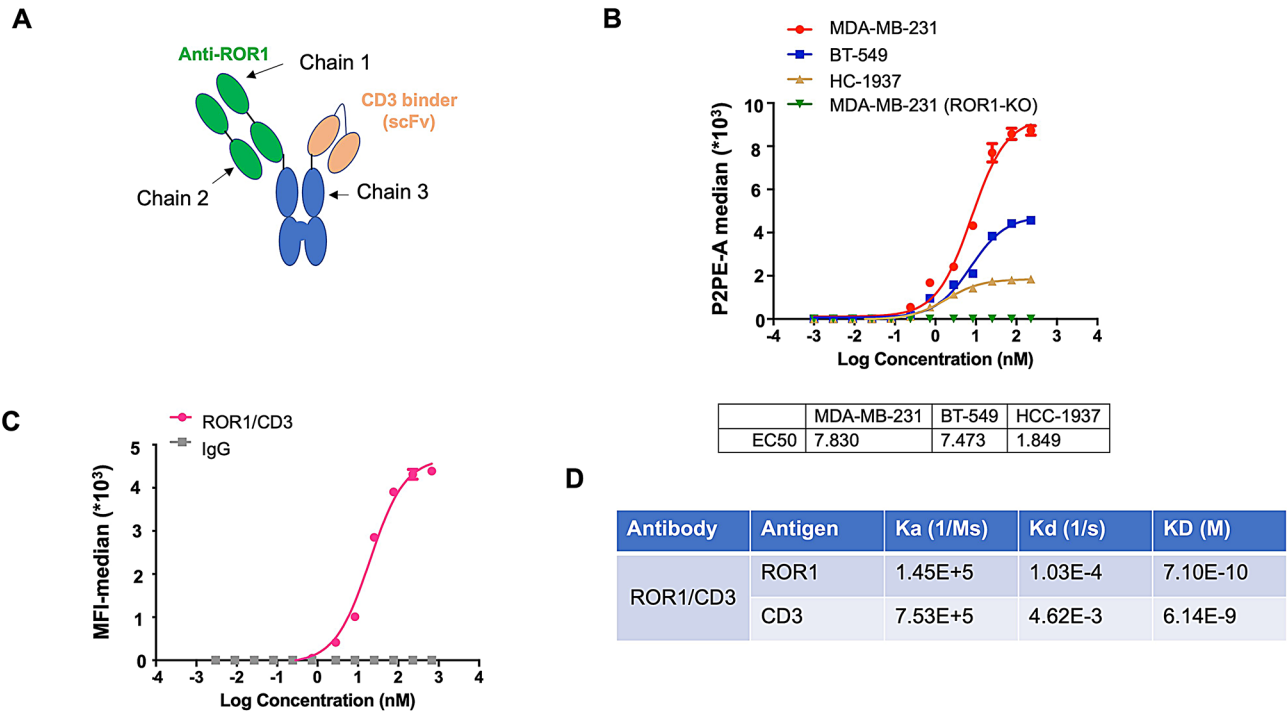 A
Anti-ROR1
Chain 1
CD3 binder
(scFv)
Chain 2
Chain 3
B
MDA-MB-231
BT-549
HC-1937
MDA-MB-231 (ROR1-KO)
P2PE-A median (*10³)
10
8
6
4
2
0
-4 -3 -2 -1 0 1 2 3 4
Log Concentration (nM)
MDA-MB-231 BT-549 HCC-1937
EC50 7.830 7.473 1.849
C
ROR1/CD3
IgG
MFI-median (*10³)
5
4
3
2
1
0
-4 -3 -2 -1 0 1 2 3 4
Log Concentration (nM)
D
Antibody Antigen Ka (1/Ms) Kd (1/s) KD (M)
ROR1/CD3
ROR1 1.45E+5 1.03E-4 7.10E-10
CD3 7.53E+5 4.62E-3 6.14E-9